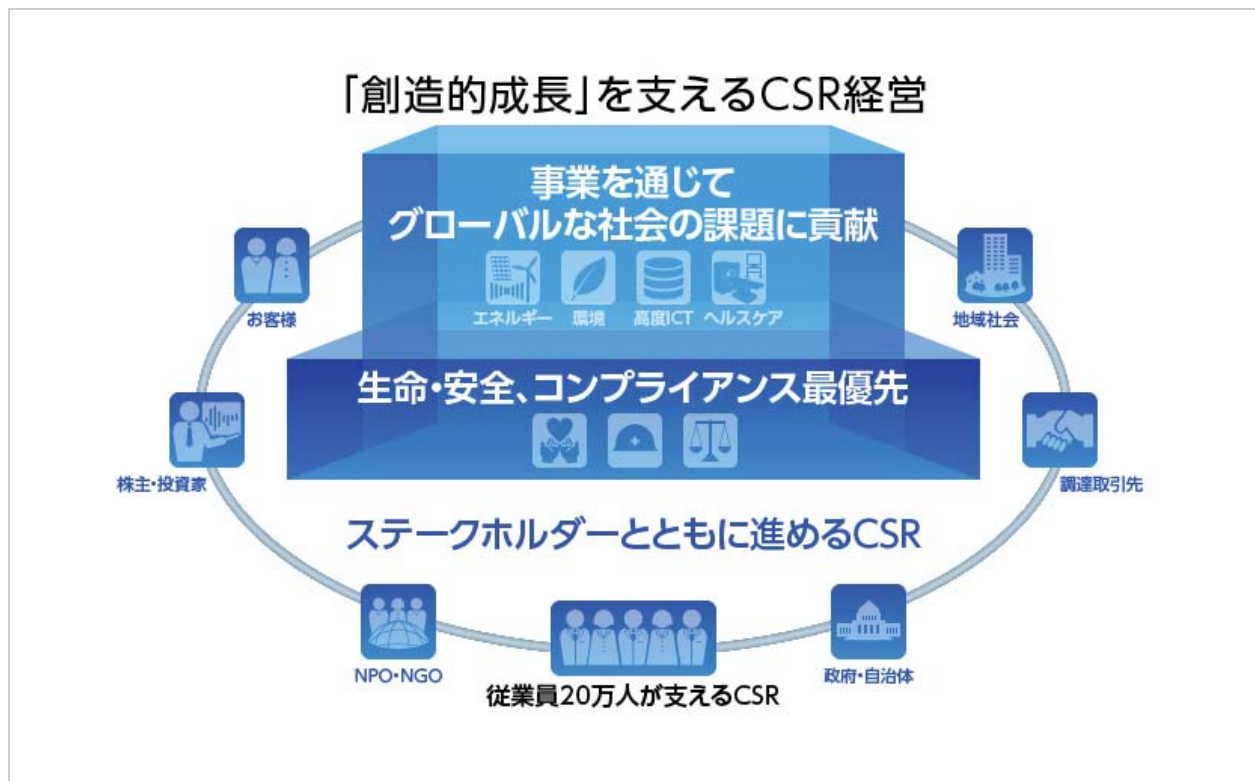 「創造的成長」を支えるCSR経営
事業を通じて
グローバルな社会の課題に貢献
エネルギー 環境 高度ICT ヘルスケア
お客様
地域社会
生命・安全、コンプライアンス最優先
株主・投資家
調達取引先
ステークホルダーとともに進めるCSR
NPO・NGO
従業員20万人が支えるCSR
政府・自治体